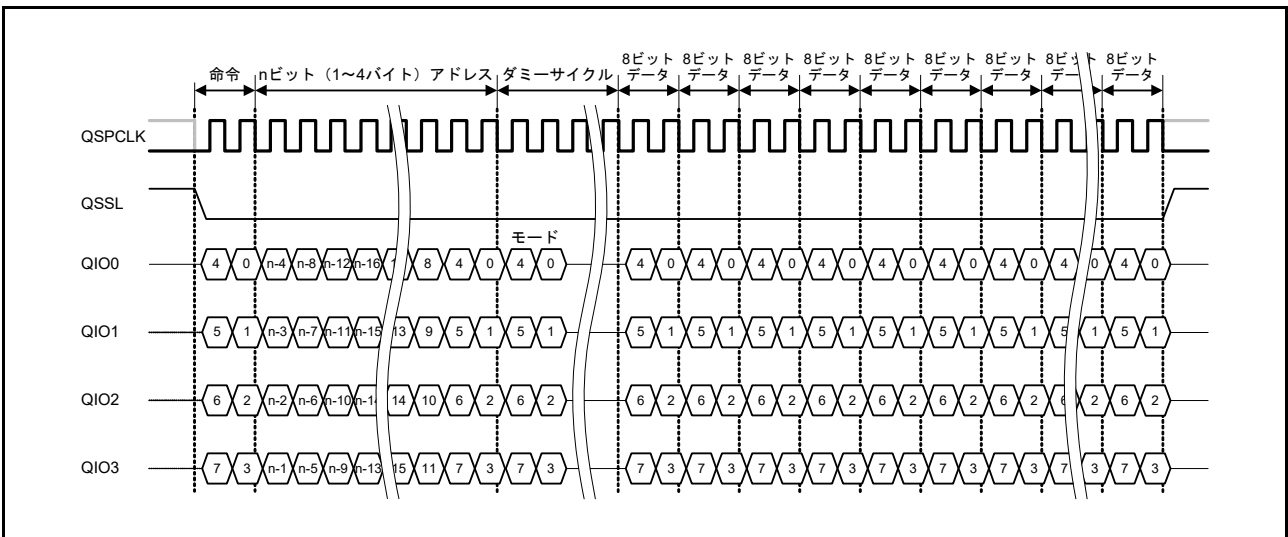 8ビット 8ビット 8ビット 8ビット 8ビット 8ビット 8ビット 8ビット 8ビット
命令 nビット（1～4バイト）アドレス ダミーサイクル データ データ データ データ データ データ データ データ データ
QSPCLK
QSSL
モード
QIO0 4 0 n-4 n-8 n-12 n-16 8 4 0 4 0 4 0 4 0 4 0 4 0 4 0 4 0 4 0 4 0 4 0
QIO1 5 1 n-3 n-7 n-11 n-15 13 9 5 1 5 1 5 1 5 1 5 1 5 1 5 1 5 1 5 1 5 1 5 1
QIO2 6 2 n-2 n-6 n-10 14 10 6 2 6 2 6 2 6 2 6 2 6 2 6 2 6 2 6 2 6 2 6 2
QIO3 7 3 n-1 n-5 n-9 n-13 15 11 7 3 7 3 7 3 7 3 7 3 7 3 7 3 7 3 7 3 7 3 7 3